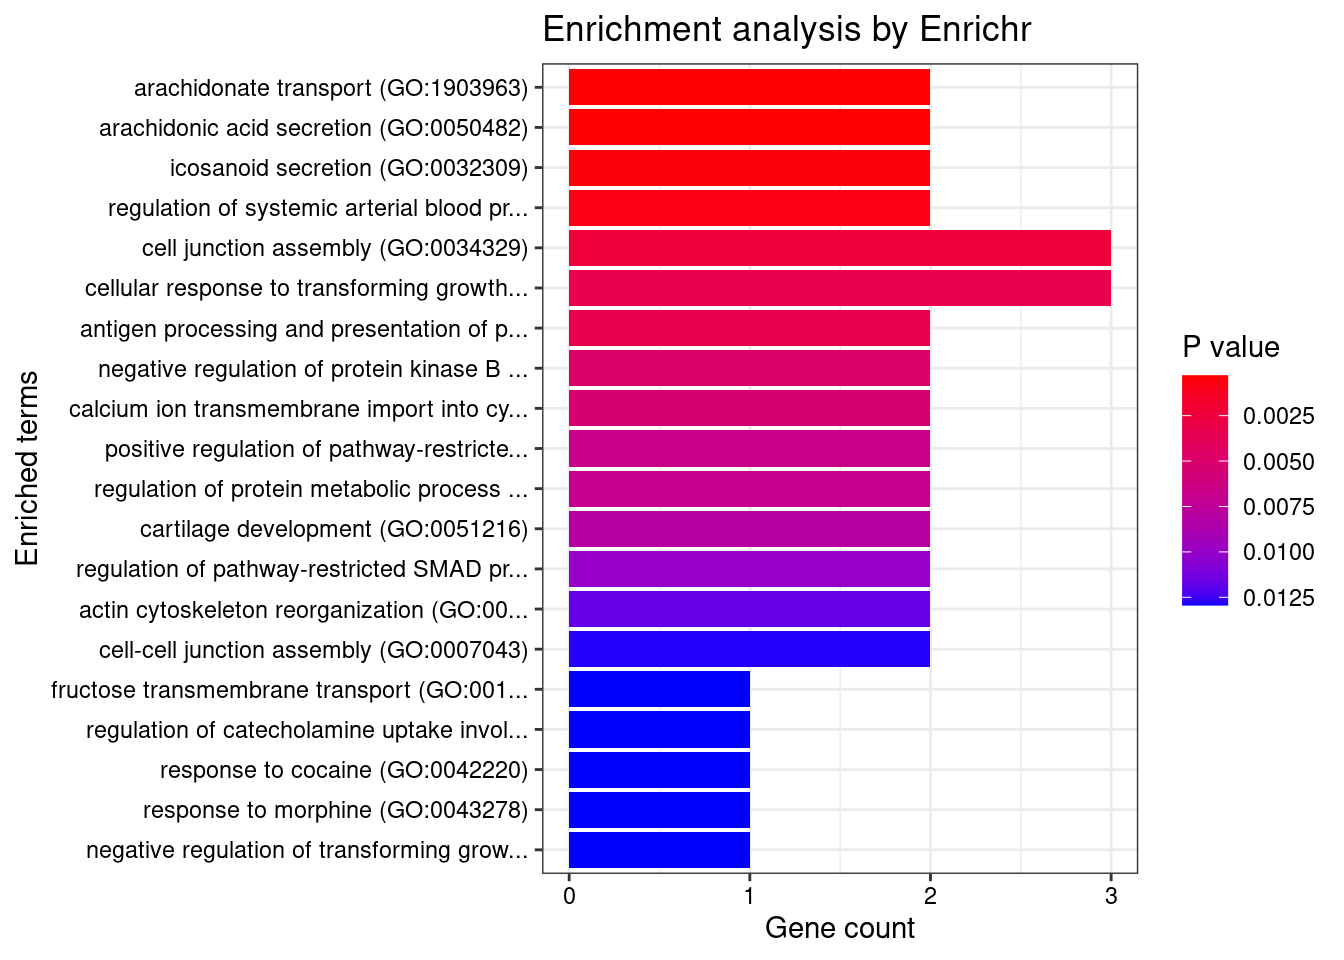 Enrichment analysis by Enrichr
arachidonate transport (GO:1903963)
arachidonic acid secretion (GO:0050482)
icosanoid secretion (GO:0032309)
regulation of systemic arterial blood pr...
cell junction assembly (GO:0034329)
cellular response to transforming growth...
antigen processing and presentation of p...
negative regulation of protein kinase B ...
calcium ion transmembrane import into cy...
positive regulation of pathway-restricte...
regulation of protein metabolic process ...
cartilage development (GO:0051216)
regulation of pathway-restricted SMAD pr...
actin cytoskeleton reorganization (GO:00...
cell-cell junction assembly (GO:0007043)
fructose transmembrane transport (GO:001...
regulation of catecholamine uptake invol...
response to cocaine (GO:0042220)
response to morphine (GO:0043278)
negative regulation of transforming grow...
Enriched terms
0 1 2 3
Gene count
P value
0.0025
0.0050
0.0075
0.0100
0.0125